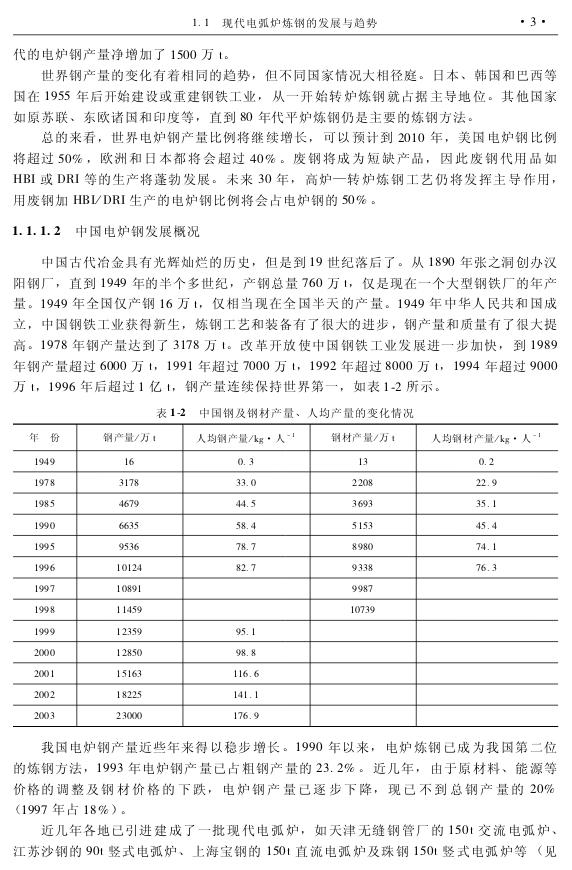 1.1 现代电弧炉炼钢的发展与趋势 ·3·
代的电炉钢产量净增加了 1500 万 t。
世界钢产量的变化有着相同的趋势，但不同国家情况大相径庭。日本、韩国和巴西等
国在 1955 年后开始建设或重建钢铁工业，从一开始转炉炼钢就占据主导地位。其他国家
如原苏联、东欧诸国和印度等，直到 80 年代平炉炼钢仍是主要的炼钢方法。
总的来看，世界电炉钢产量比例将继续增长，可以预计到 2010 年，美国电炉钢比例
将超过 50%，欧洲和日本都将会超过 40%。废钢将成为短缺产品，因此废钢代用品如
HBI 或 DRI 等的生产将蓬勃发展。未来 30 年，高炉—转炉炼钢工艺仍将发挥主导作用，
用废钢加 HBI/DRI 生产的电炉钢比例将会占电炉钢的 50%。
1.1.1.2 中国电炉钢发展概况
中国古代冶金具有光辉灿烂的历史，但是到 19 世纪落后了。从 1890 年张之洞创办汉
阳钢厂，直到 1949 年的半个多世纪，产钢总量 760 万 t，仅是现在一个大型钢铁厂的年产
量。1949 年全国仅产钢 16 万 t，仅相当现在全国半天的产量。1949 年中华人民共和国成
立，中国钢铁工业获得新生，炼钢工艺和装备有了很大的进步，钢产量和质量有了很大提
高。1978 年钢产量达到了 3178 万 t。改革开放使中国钢铁工业发展进一步加快，到 1989
年钢产量超过 6000 万 t，1991 年超过 7000 万 t，1992 年超过 8000 万 t，1994 年超过 9000
万 t，1996 年后超过 1 亿 t，钢产量连续保持世界第一，如表 1-2 所示。
表 1-2 中国钢及钢材产量、人均产量的变化情况
年 份 钢产量/万 t 人均钢产量/kg·人⁻¹ 钢材产量/万 t 人均钢材产量/kg·人⁻¹
1949 16 0.3 13 0.2
1978 3178 33.0 2208 22.9
1985 4679 44.5 3693 35.1
1990 6635 58.4 5153 45.4
1995 9536 78.7 8980 74.1
1996 10124 82.7 9338 76.3
1997 10891 9987
1998 11459 10739
1999 12359 95.1
2000 12850 98.8
2001 15163 116.6
2002 18225 141.1
2003 23000 176.9
我国电炉钢产量近些年来得以稳步增长。1990 年以来，电炉炼钢已成为我国第二位
的炼钢方法，1993 年电炉钢产量已占粗钢产量的 23.2%。近几年，由于原材料、能源等
价格的调整及钢材价格的下跌，电炉钢产量已逐步下降，现已不到总钢产量的 20%
（1997 年占 18%）。
近几年各地已引进建成了一批现代电弧炉，如天津无缝钢管厂的 150t 交流电弧炉、
江苏沙钢的 90t 竖式电弧炉、上海宝钢的 150t 直流电弧炉及珠钢 150t 竖式电弧炉等（见